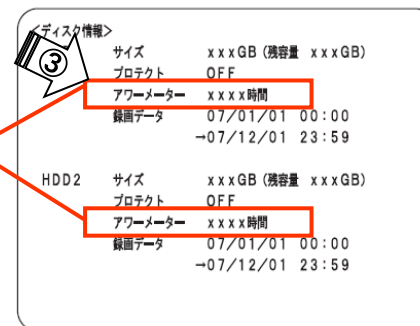 <ディスク情報>
サイズ xxxGB (残容量 xxxGB)
③
プロテクト OFF
アワーメーター xxxx時間
録画データ 07/01/01 00:00
→07/12/01 23:59
HDD2 サイズ xxxGB (残容量 xxxGB)
プロテクト OFF
アワーメーター xxxx時間
録画データ 07/01/01 00:00
→07/12/01 23:59